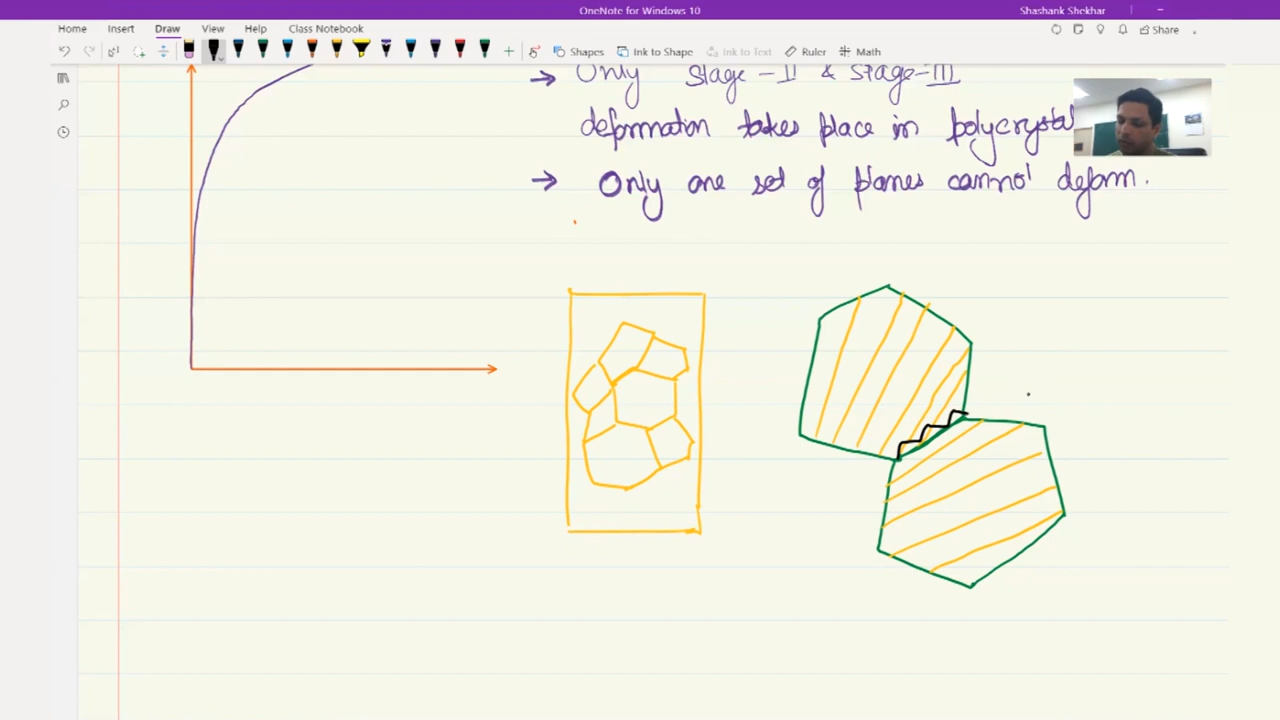 OneNote for Windows 10
Shashank Shekhar
Home Insert Draw View Help Class Notebook
Share
Shapes Ink to Shape Ink to Text Ruler Math
→ Only Stage-II & Stage-III
deformation takes place in polycrystal
→ Only one set of planes cannot deform.